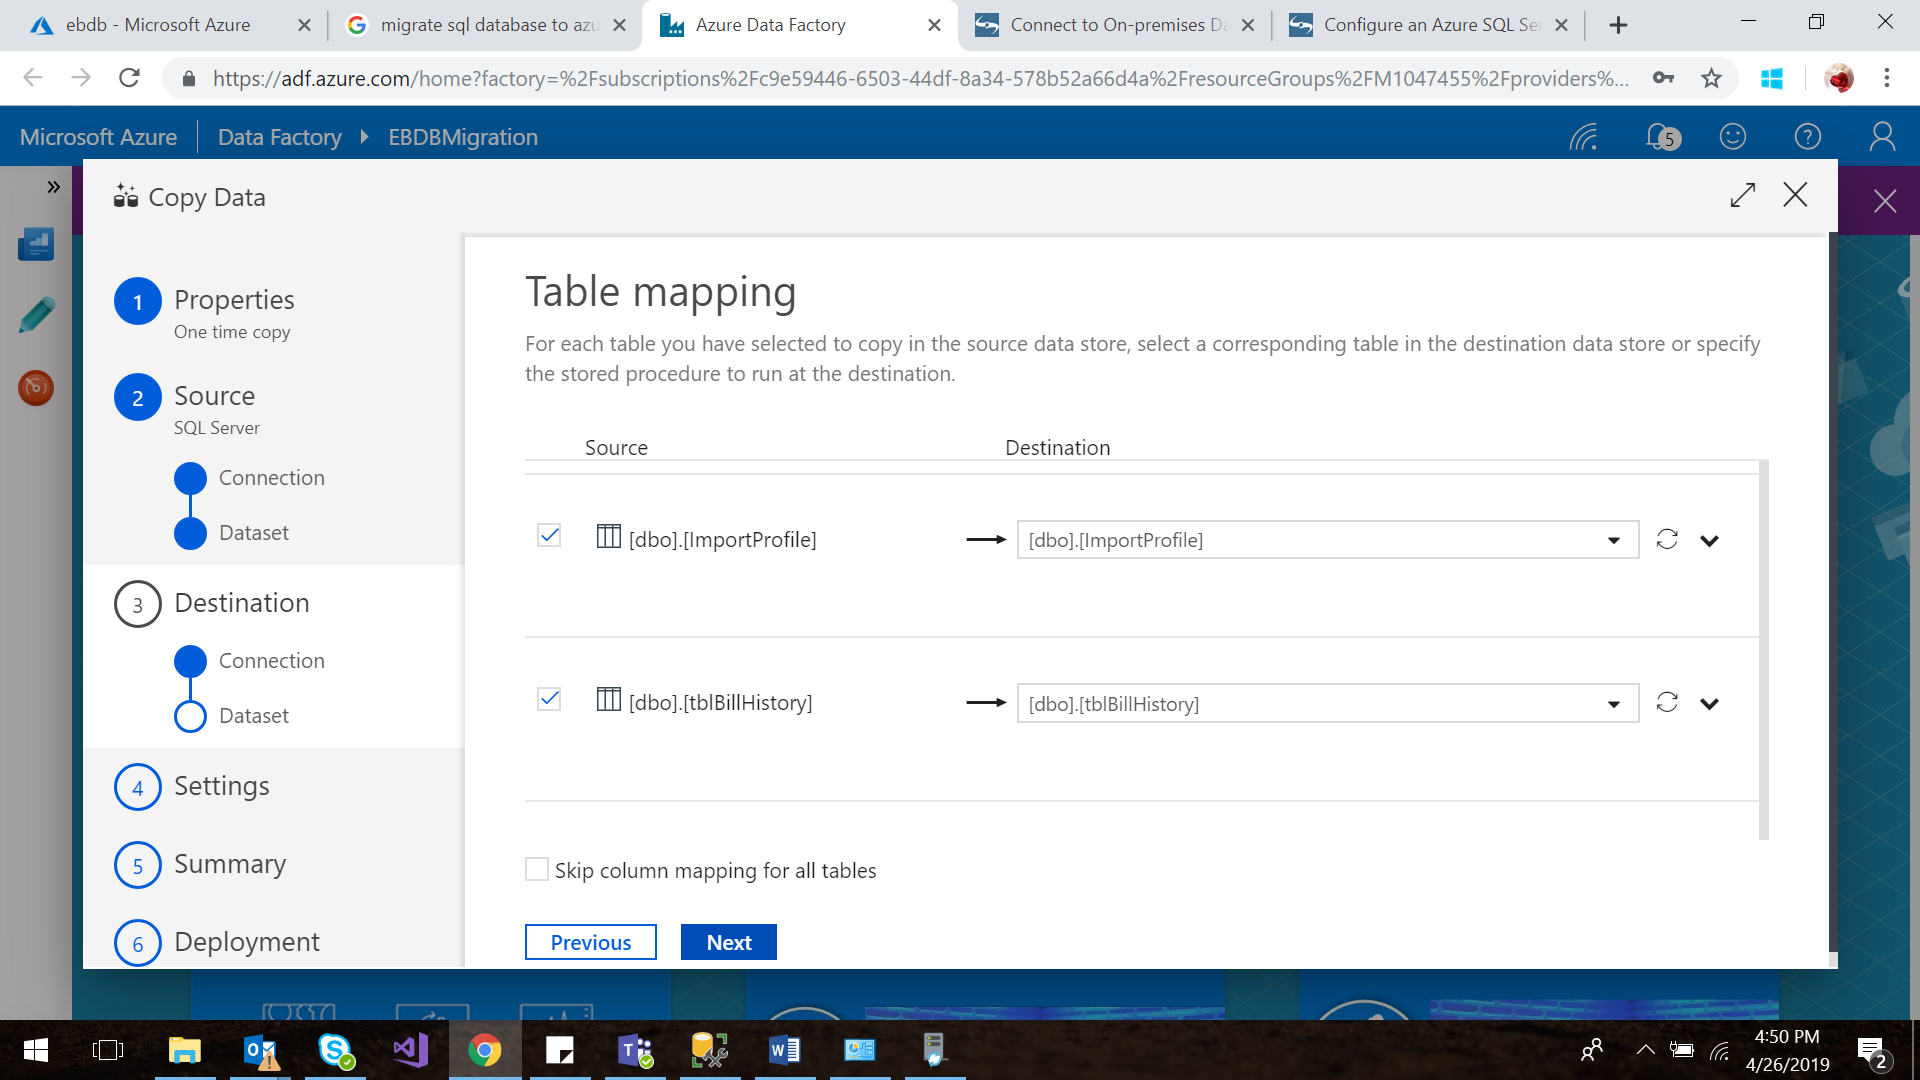 ebdb - Microsoft Azure
migrate sql database to azu
Azure Data Factory
Connect to On-premises Da
Configure an Azure SQL Ser
https://adf.azure.com/home?factory=%2Fsubscriptions%2Fc9e59446-6503-44df-8a34-578b52a66d4a%2FresourceGroups%2FM1047455%2Fproviders%...
Microsoft Azure
Data Factory
EBDBMigration
5
Copy Data
1
Properties
One time copy
2
Source
SQL Server
Connection
Dataset
3
Destination
Connection
Dataset
4
Settings
5
Summary
6
Deployment
Table mapping
For each table you have selected to copy in the source data store, select a corresponding table in the destination data store or specify
the stored procedure to run at the destination.
Source
Destination
[dbo].[ImportProfile]
[dbo].[ImportProfile]
[dbo].[tblBillHistory]
[dbo].[tblBillHistory]
Skip column mapping for all tables
Previous
Next
4:50 PM
4/26/2019
2